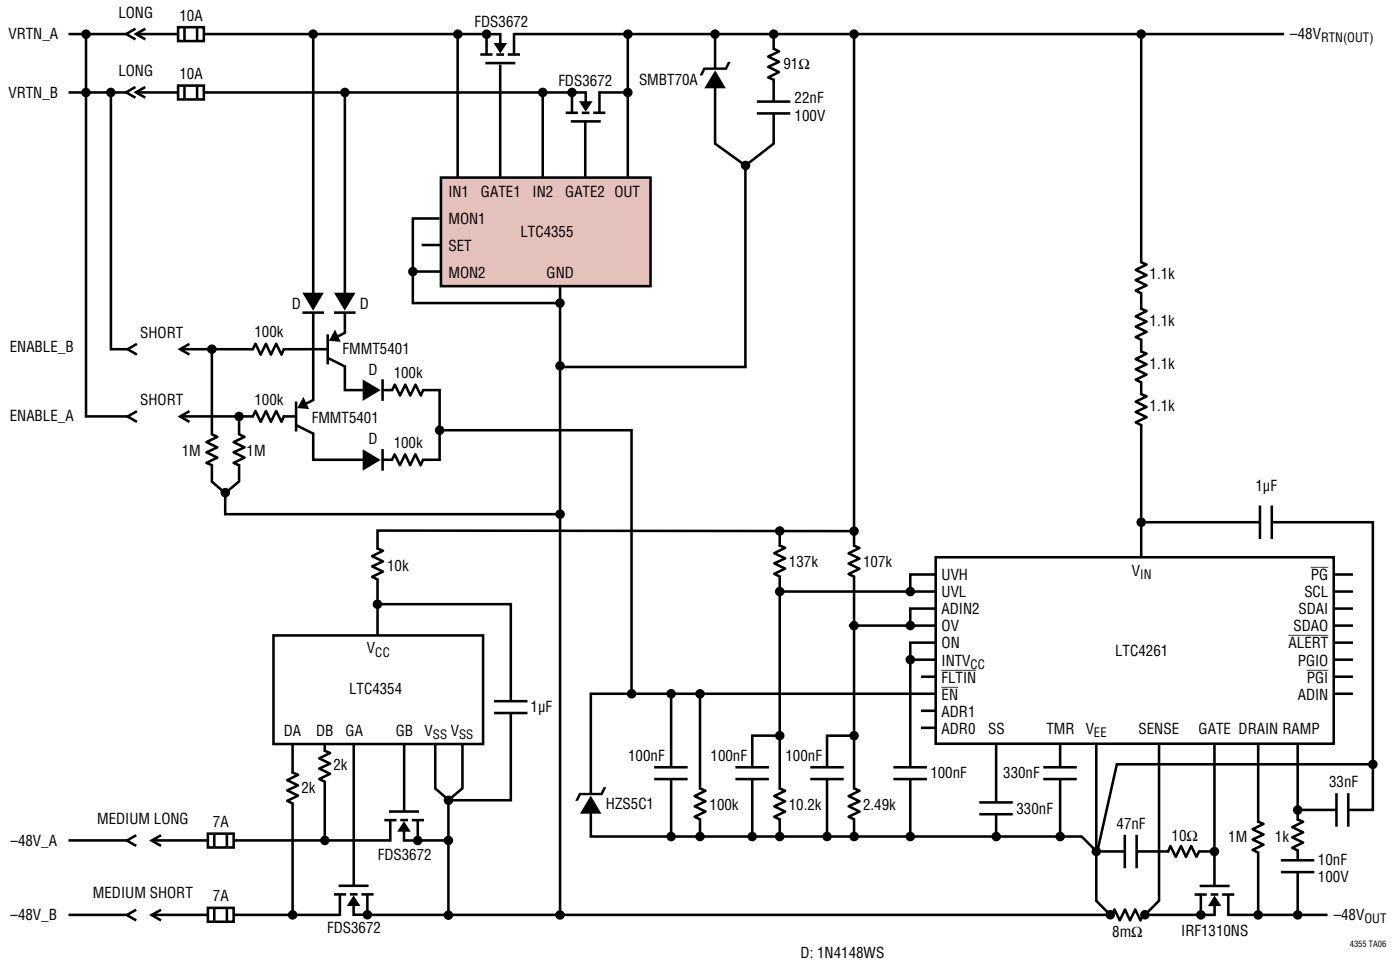 VRTN_A
LONG
10A
FDS3672
–48VRTN(OUT)
VRTN_B
LONG
10A
FDS3672
SMBT70A
91Ω
22nF
100V
IN1 GATE1 IN2 GATE2 OUT
MON1
LTC4355
SET
MON2
GND
1.1k
1.1k
1.1k
1.1k
D
D
ENABLE_B
SHORT
100k
FMMT5401
D
100k
ENABLE_A
SHORT
100k
FMMT5401
D
100k
1M
1M
1µF
10k
137k
107k
VCC
LTC4354
DA DB GA GB VSS VSS
1µF
2k
2k
VIN
UVH
UVL
ADIN2
OV
ON
INTVCC
FLTIN
EN
ADR1
ADR0
LTC4261
PG
SCL
SDAI
SDAO
ALERT
PGIO
PGI
ADIN
SS TMR VEE SENSE GATE DRAIN RAMP
100nF
100nF
100nF
100nF
330nF
330nF
33nF
HZS5C1
100k
10.2k
2.49k
47nF
10Ω
1M
1k
10nF
100V
–48V_A
MEDIUM LONG
7A
FDS3672
–48V_B
MEDIUM SHORT
7A
FDS3672
8mΩ
IRF1310NS
–48VOUT
D: 1N4148WS
4355 TA06